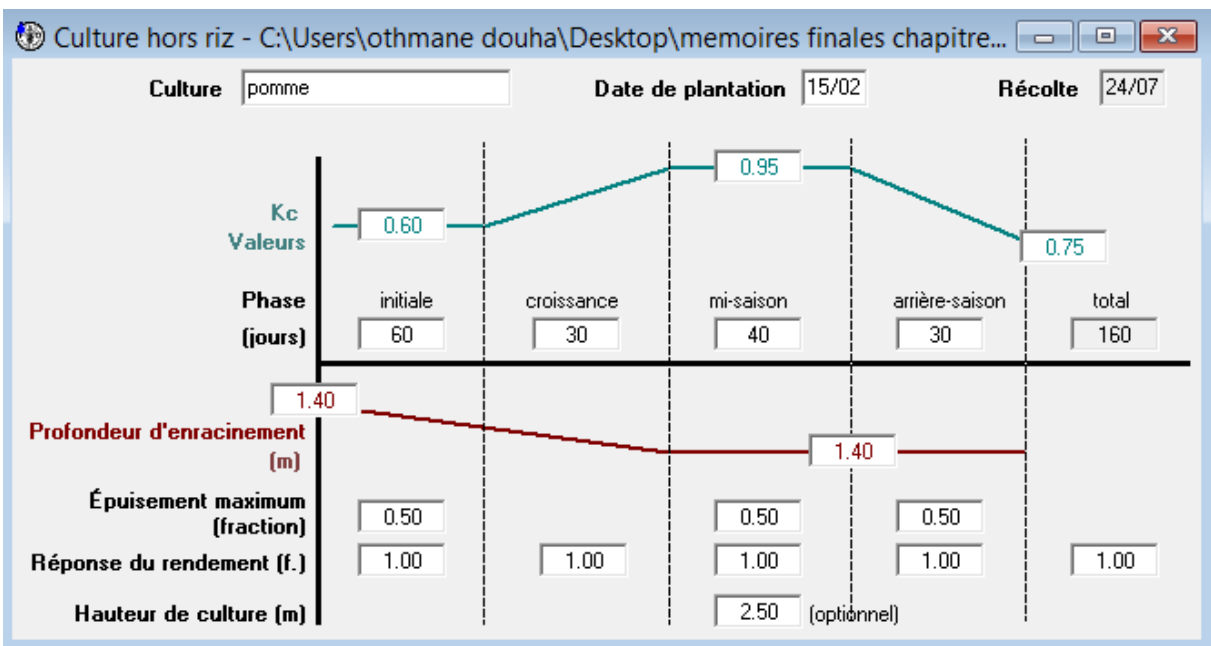 Culture hors riz - C:\Users\othmane douha\Desktop\memoires finales chapitre...
Culture pomme Date de plantation 15/02 Récolte 24/07
0.95
Kc 0.60
Valeurs 0.75
Phase initiale croissance mi-saison arrière-saison total
(jours) 60 30 40 30 160
1.40
Profondeur d'enracinement 1.40
(m)
Épuisement maximum
(fraction) 0.50 0.50 0.50
Réponse du rendement (f.) 1.00 1.00 1.00 1.00 1.00
Hauteur de culture (m) 2.50 (optionnel)